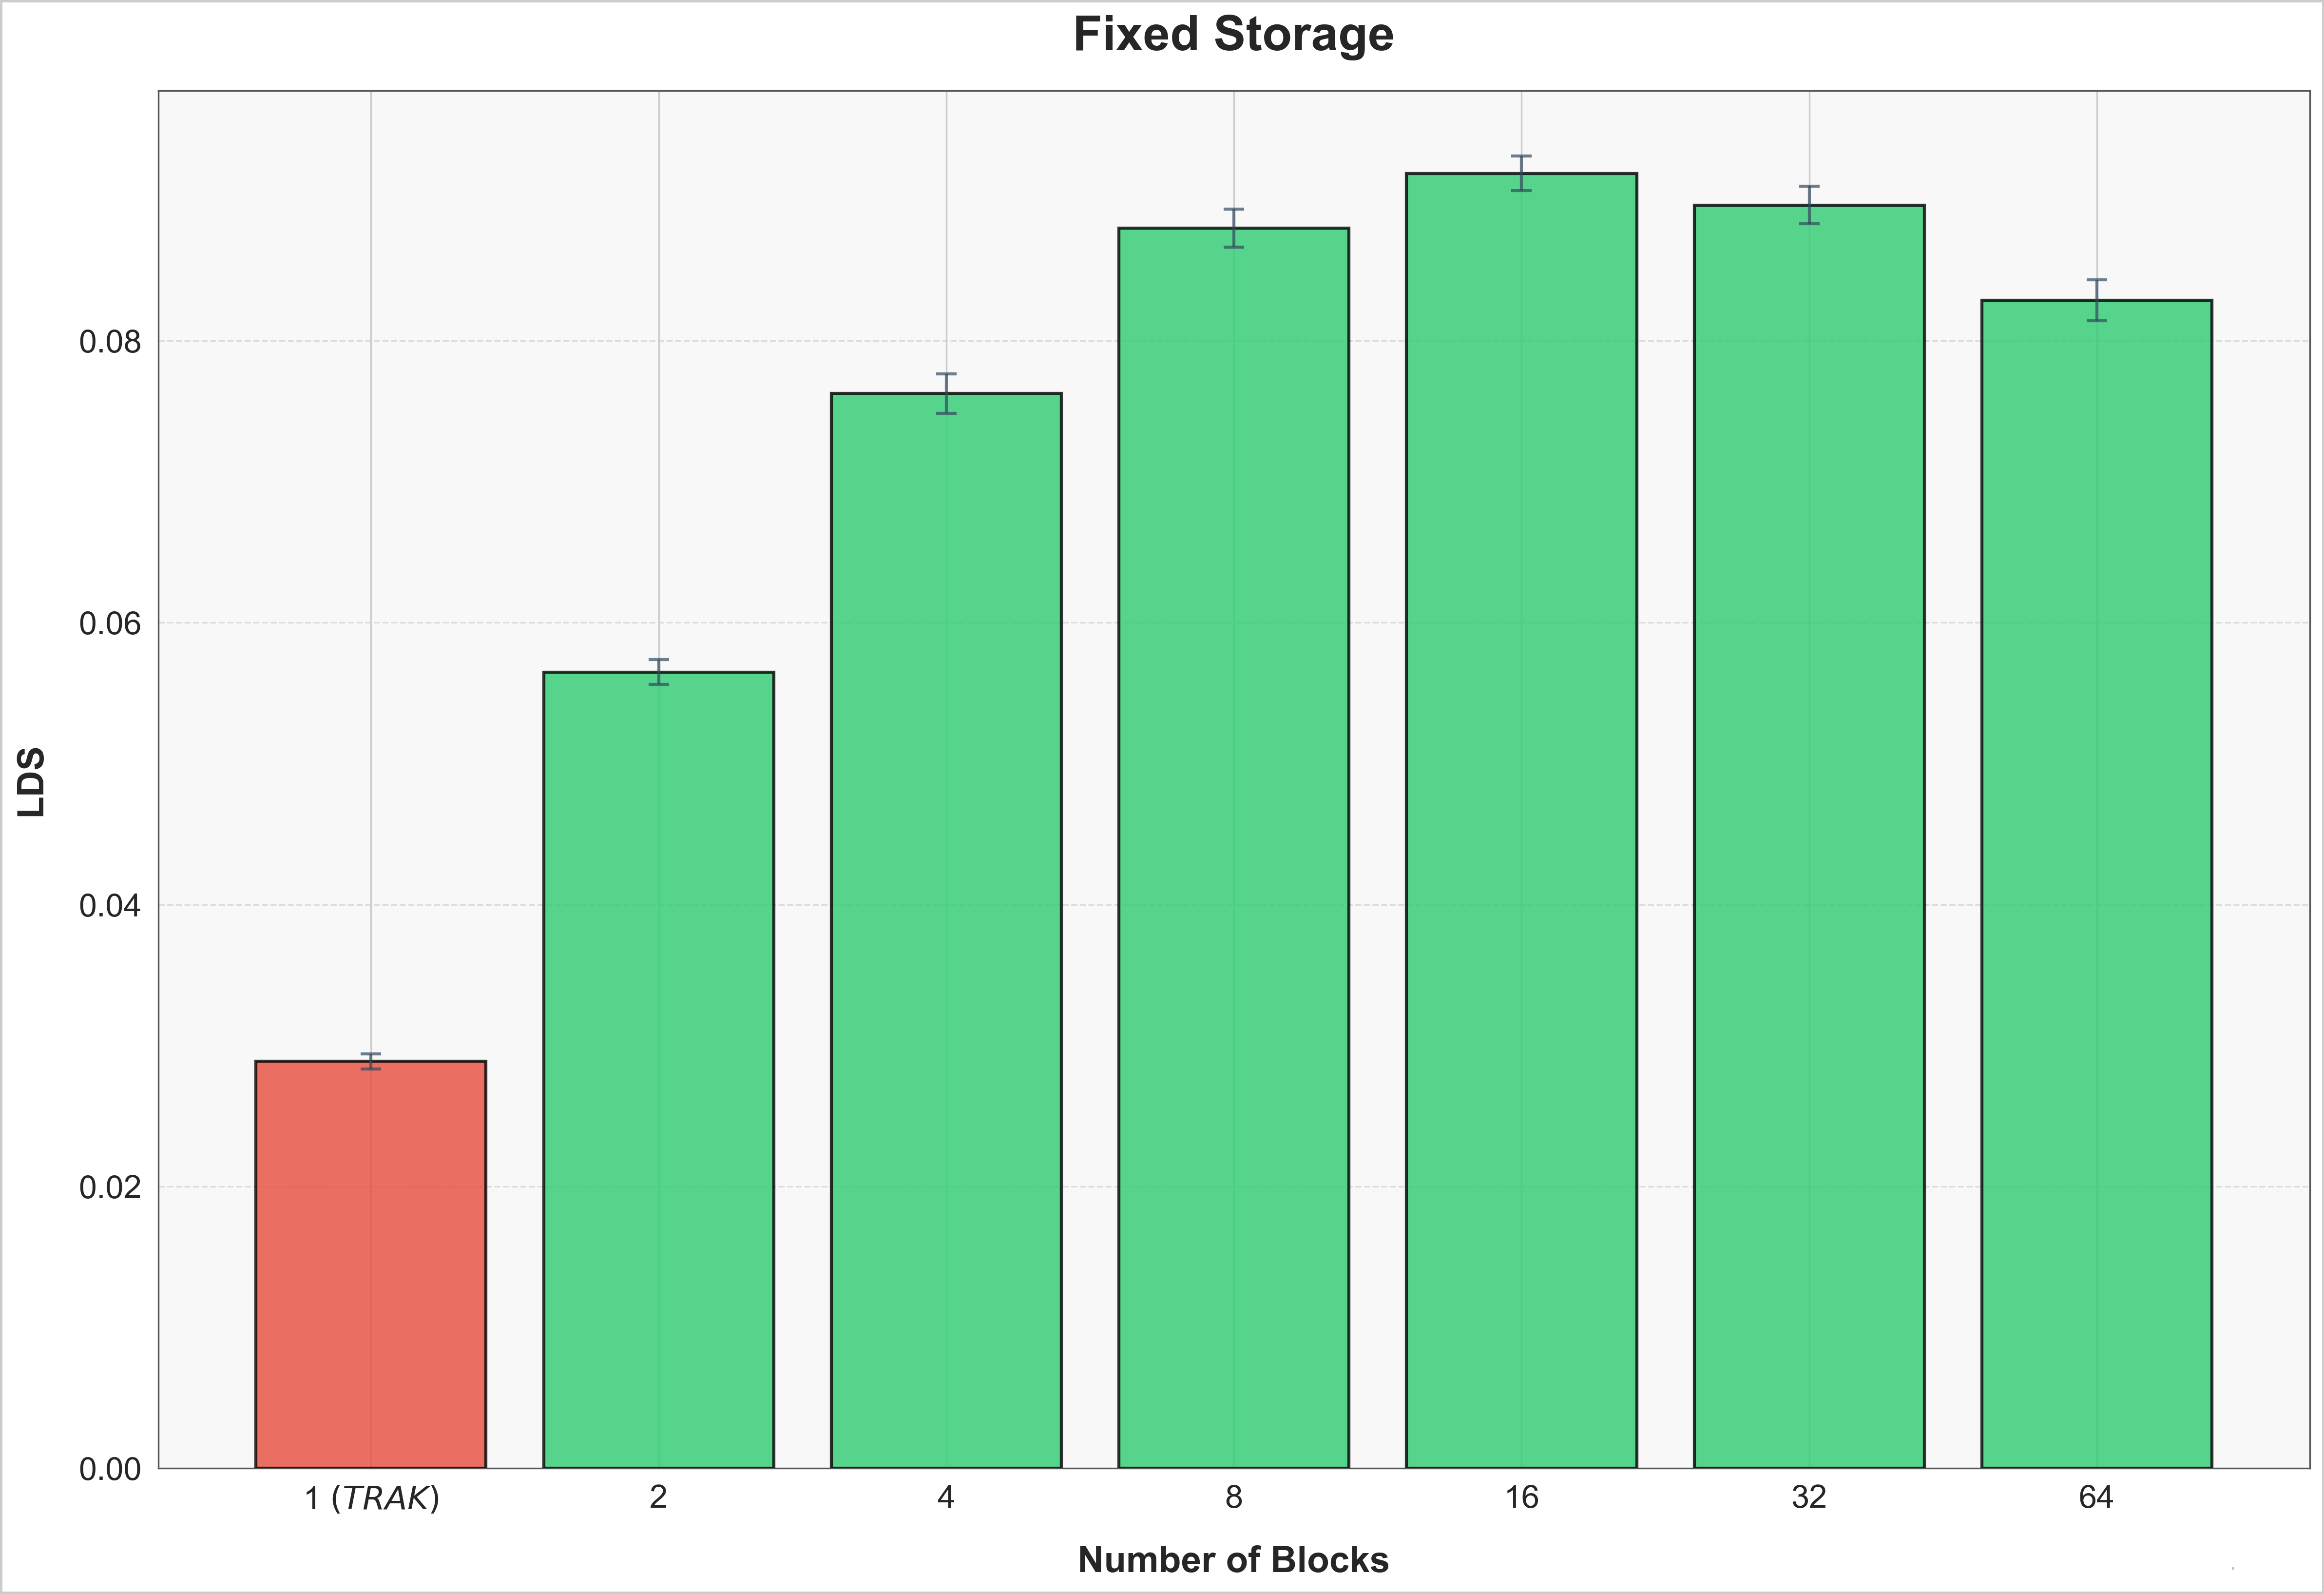 Fixed Storage
LDS
0.08
0.06
0.04
0.02
0.00
1 (TRAK) 2 4 8 16 32 64
Number of Blocks